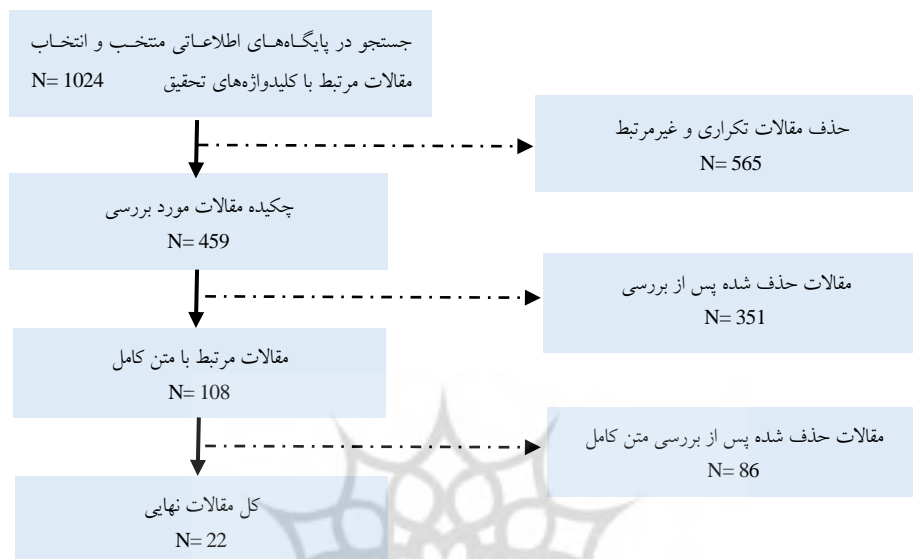 جستجو در پایگاه‌های اطلاعاتی منتخب و انتخاب
مقالات مرتبط با کلیدواژه‌های تحقیق N= 1024
حذف مقالات تکراری و غیرمرتبط
N= 565
چکیده مقالات مورد بررسی
N= 459
مقالات حذف شده پس از بررسی
N= 351
مقالات مرتبط با متن کامل
N= 108
مقالات حذف شده پس از بررسی متن کامل
N= 86
کل مقالات نهایی
N= 22